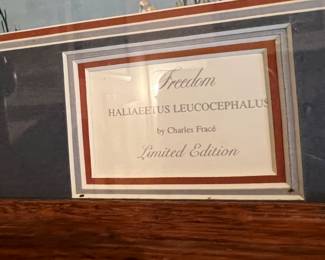 Freedom
HALIAEETUS LEUCOCEPHALUS
by Charles Fracé
Limited Edition